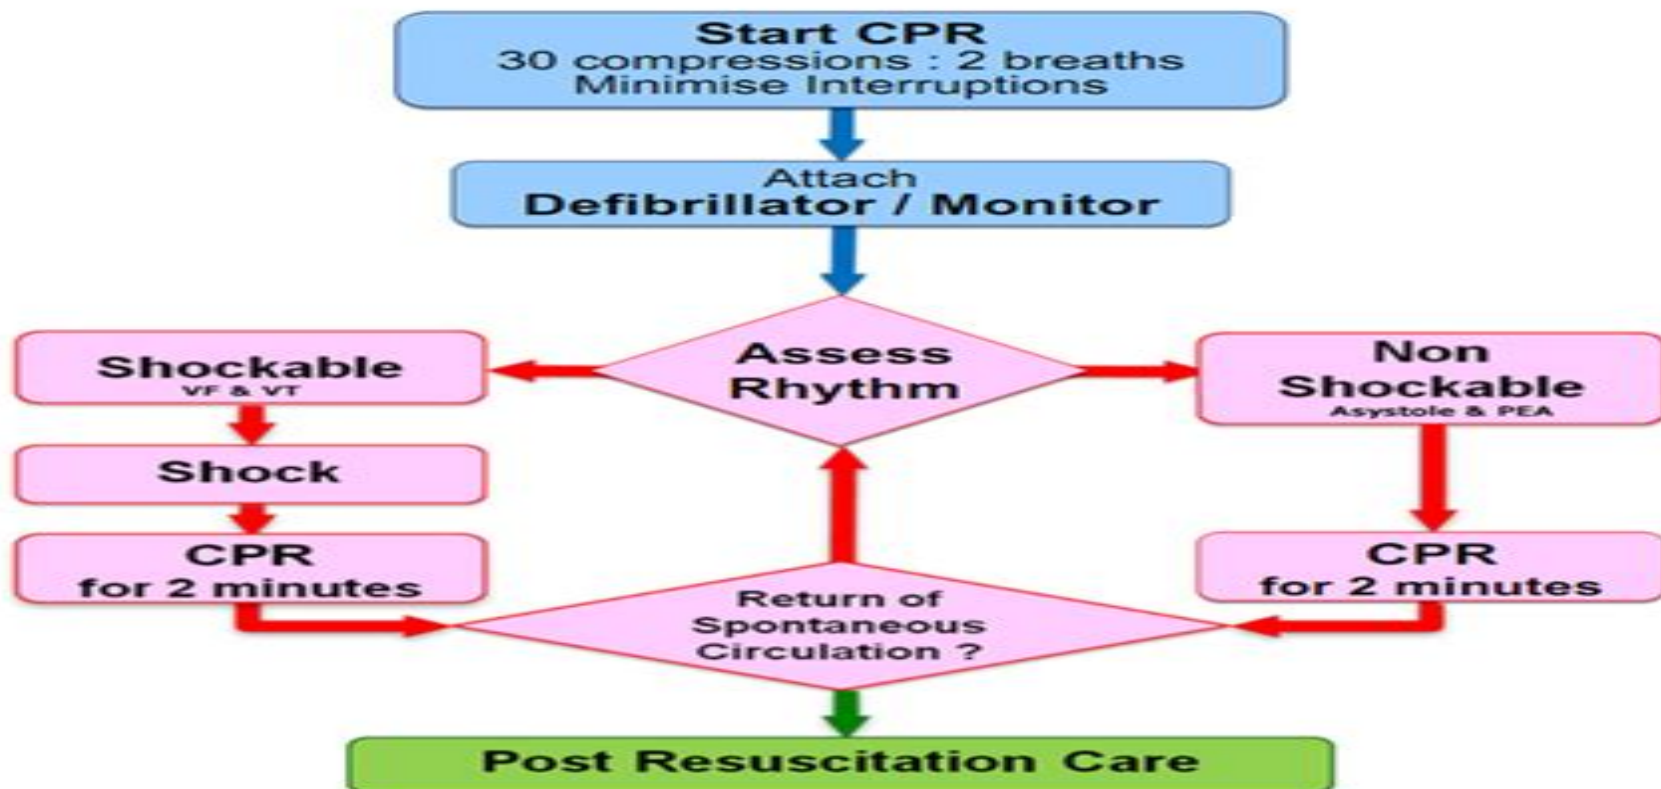 Start CPR
30 compressions : 2 breaths
Minimise Interruptions
Attach
Defibrillator / Monitor
Assess
Rhythm
Shockable
VF & VT
Shock
CPR
for 2 minutes
Non
Shockable
Asystole & PEA
CPR
for 2 minutes
Return of
Spontaneous
Circulation ?
Post Resuscitation Care